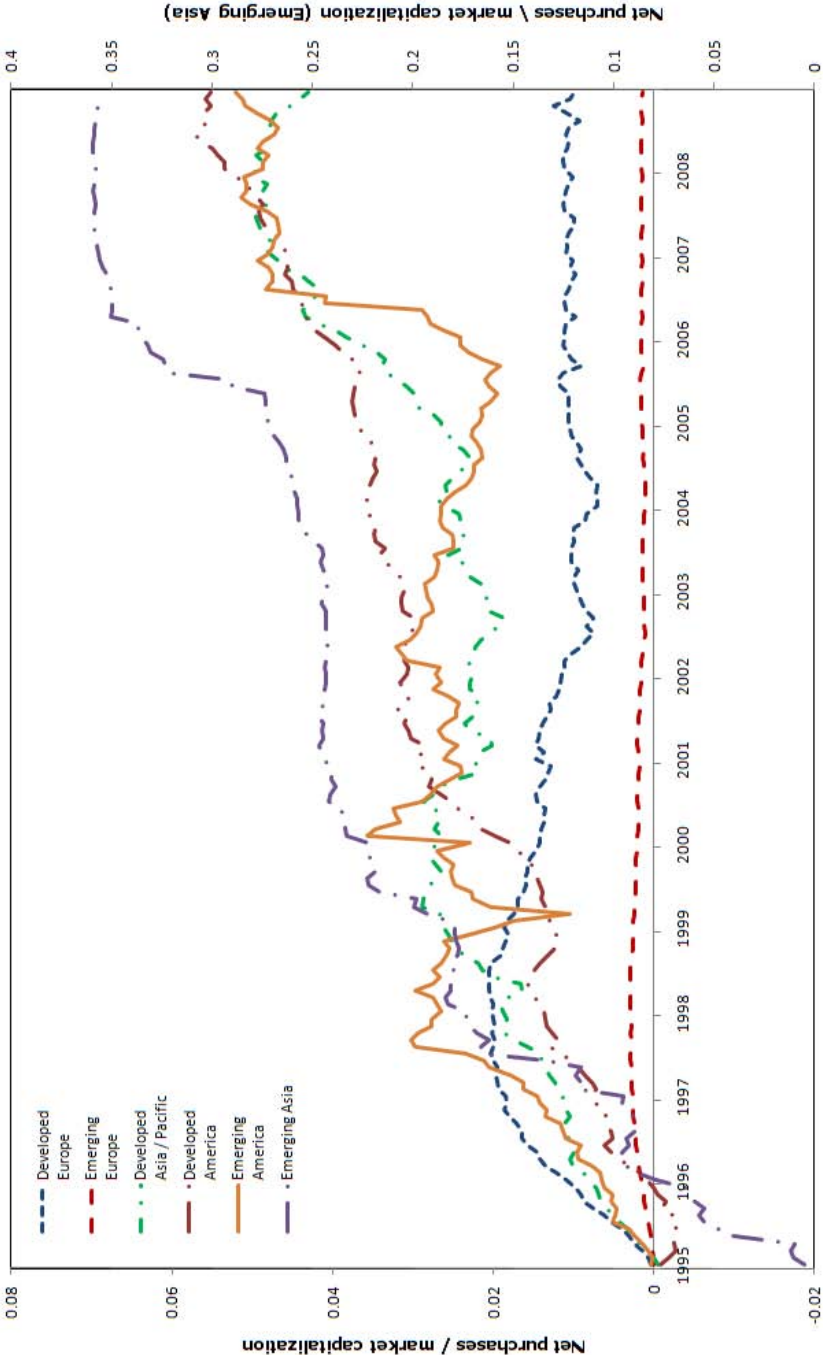 Net purchases \ market capitalization (Emerging Asia)
0.4
0.35
0.3
0.25
0.2
0.15
0.1
0.05
0
Developed
Europe
Emerging
Europe
Developed
Asia / Pacific
Developed
America
Emerging
America
Emerging Asia
1995
1996
1997
1998
1999
2000
2001
2002
2003
2004
2005
2006
2007
2008
0.08
0.06
0.04
0.02
0
-0.02
Net purchases / market capitalization